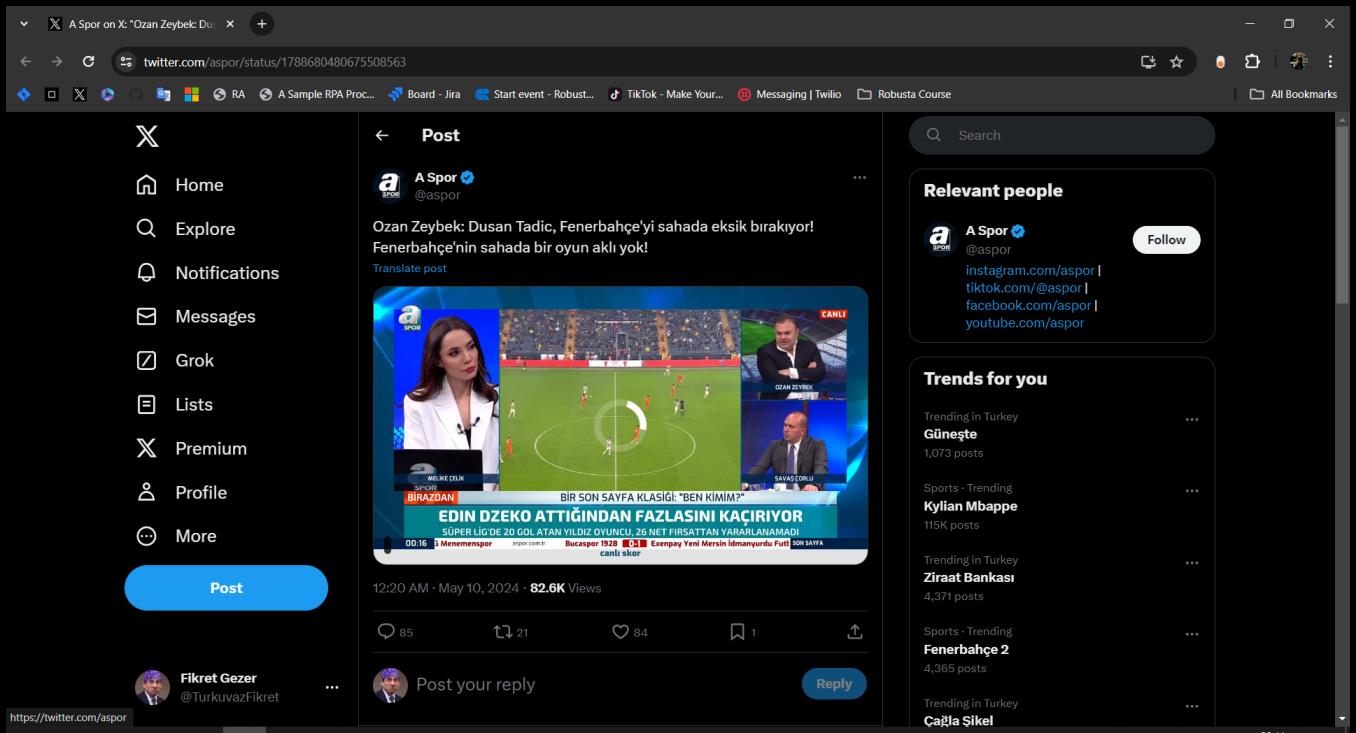 A Spor on X: "Ozan Zeybek: Du
twitter.com/aspor/status/1788680480675508563
RA
A Sample RPA Proc...
Board - Jira
Start event - Robust...
TikTok - Make Your...
Messaging | Twilio
Robusta Course
All Bookmarks
Home
Explore
Notifications
Messages
Grok
Lists
Premium
Profile
More
Post
Fikret Gezer
@TurkuvazFikret
https://twitter.com/aspor
Post
A Spor
@aspor
Ozan Zeybek: Dusan Tadic, Fenerbahçe'yi sahada eksik bırakıyor!
Fenerbahçe'nin sahada bir oyun aklı yok!
Translate post
a
SPOR
CANLI
OZAN ZEYBEK
MELİKE ÇELİK
SAVAŞ ÇORLU
BİRAZDAN
BİR SON SAYFA KLASİĞİ: "BEN KİMİM?"
EDIN DZEKO ATTIĞINDAN FAZLASINI KAÇIRIYOR
SÜPER LİG'DE 20 GOL ATAN YILDIZ OYUNCU, 26 NET FIRSATTAN YARARLANAMADI
00:16 Menemenspor aspor.com.tr Bucaspor 1928 0-1 Exenpay Yeni Mersin İdmanyurdu Futt SON SAYFA
canlı skor
12:20 AM · May 10, 2024 · 82.6K Views
85
21
84
1
Post your reply
Reply
Search
Relevant people
A Spor
@aspor
Follow
instagram.com/aspor |
tiktok.com/@aspor |
facebook.com/aspor |
youtube.com/aspor
Trends for you
Trending in Turkey
Güneşte
1,073 posts
Sports · Trending
Kylian Mbappe
115K posts
Trending in Turkey
Ziraat Bankası
4,371 posts
Sports · Trending
Fenerbahçe 2
4,365 posts
Trending in Turkey
Çağla Şikel